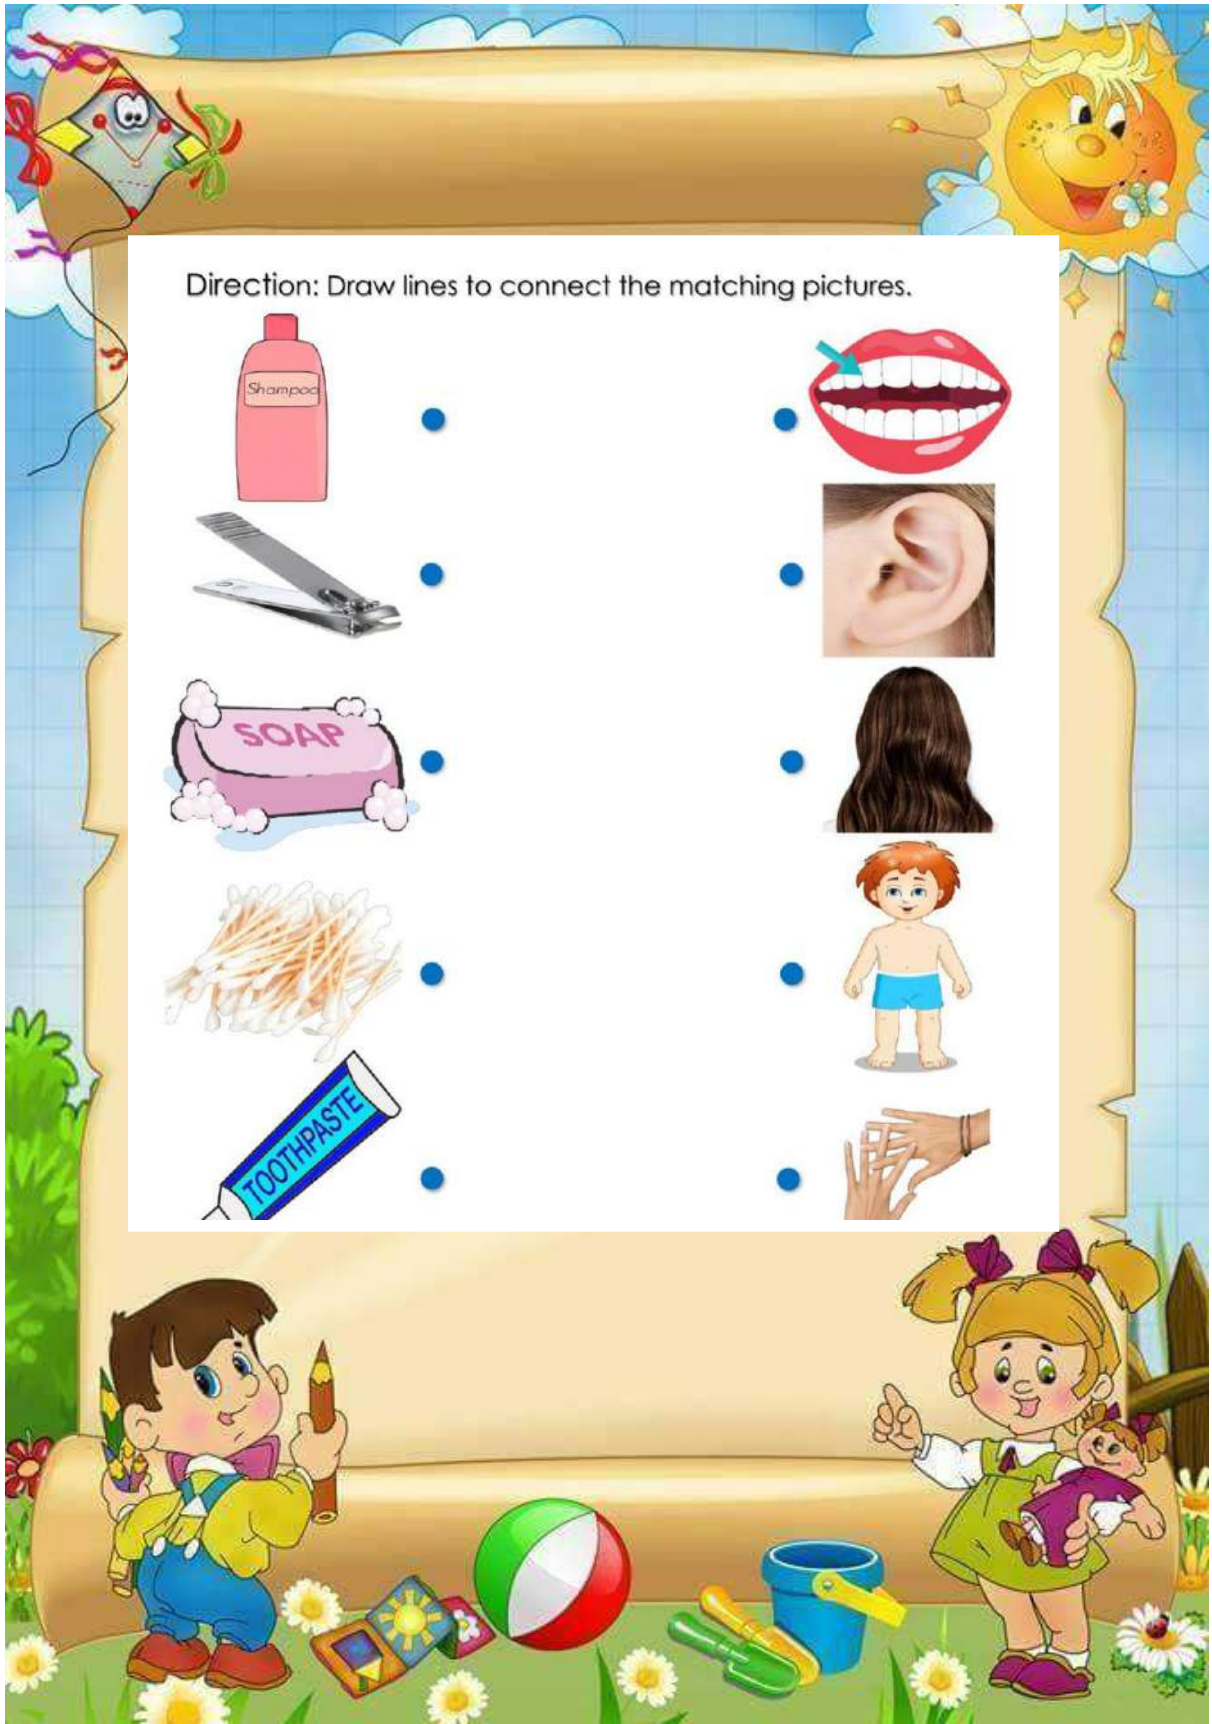 Direction: Draw lines to connect the matching pictures.
Shampoo
SOAP
TOOTHPASTE